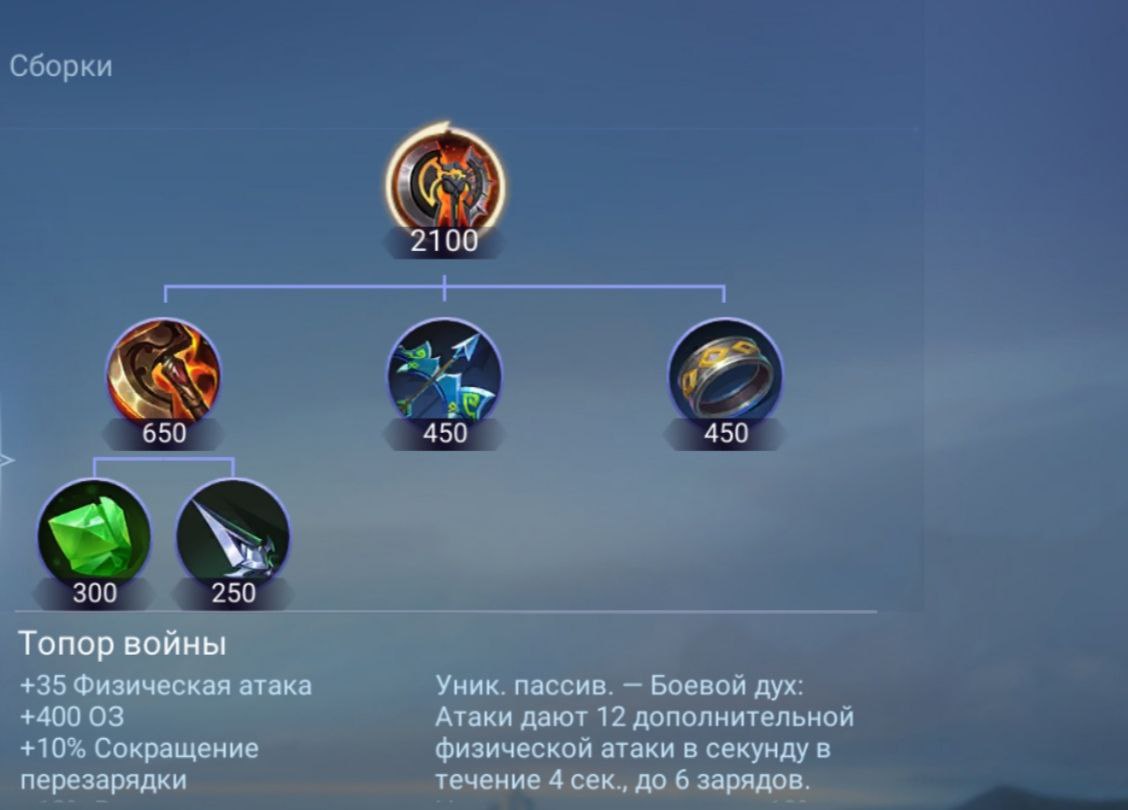 Сборки
2100
650
450
450
300
250
Топор войны
+35 Физическая атака
+400 ОЗ
+10% Сокращение
перезарядки
Уник. пассив. — Боевой дух:
Атаки дают 12 дополнительной
физической атаки в секунду в
течение 4 сек., до 6 зарядов.